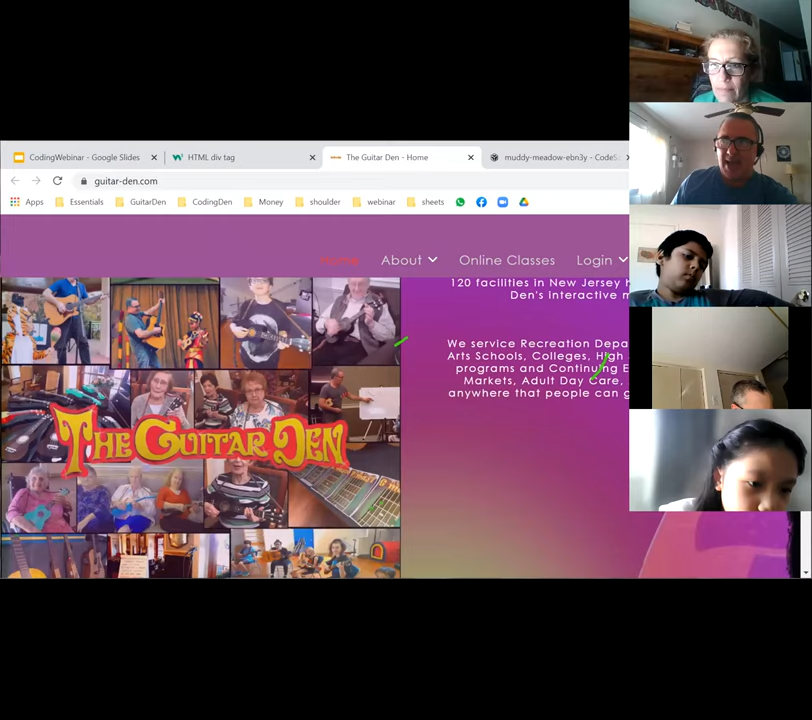 CodingWebinar - Google Slides
HTML div tag
The Guitar Den - Home
muddy-meadow-ebn3y - CodeS
guitar-den.com
Apps Essentials GuitarDen CodingDen Money shoulder webinar sheets
Home About Online Classes Login
120 facilities in New Jersey
Den's Interactive
We service Recreation Depa
Arts Schools, Colleges, High
programs and Continuing E
Markets, Adult Day Care,
anywhere that people can g
THE GUITAR DEN